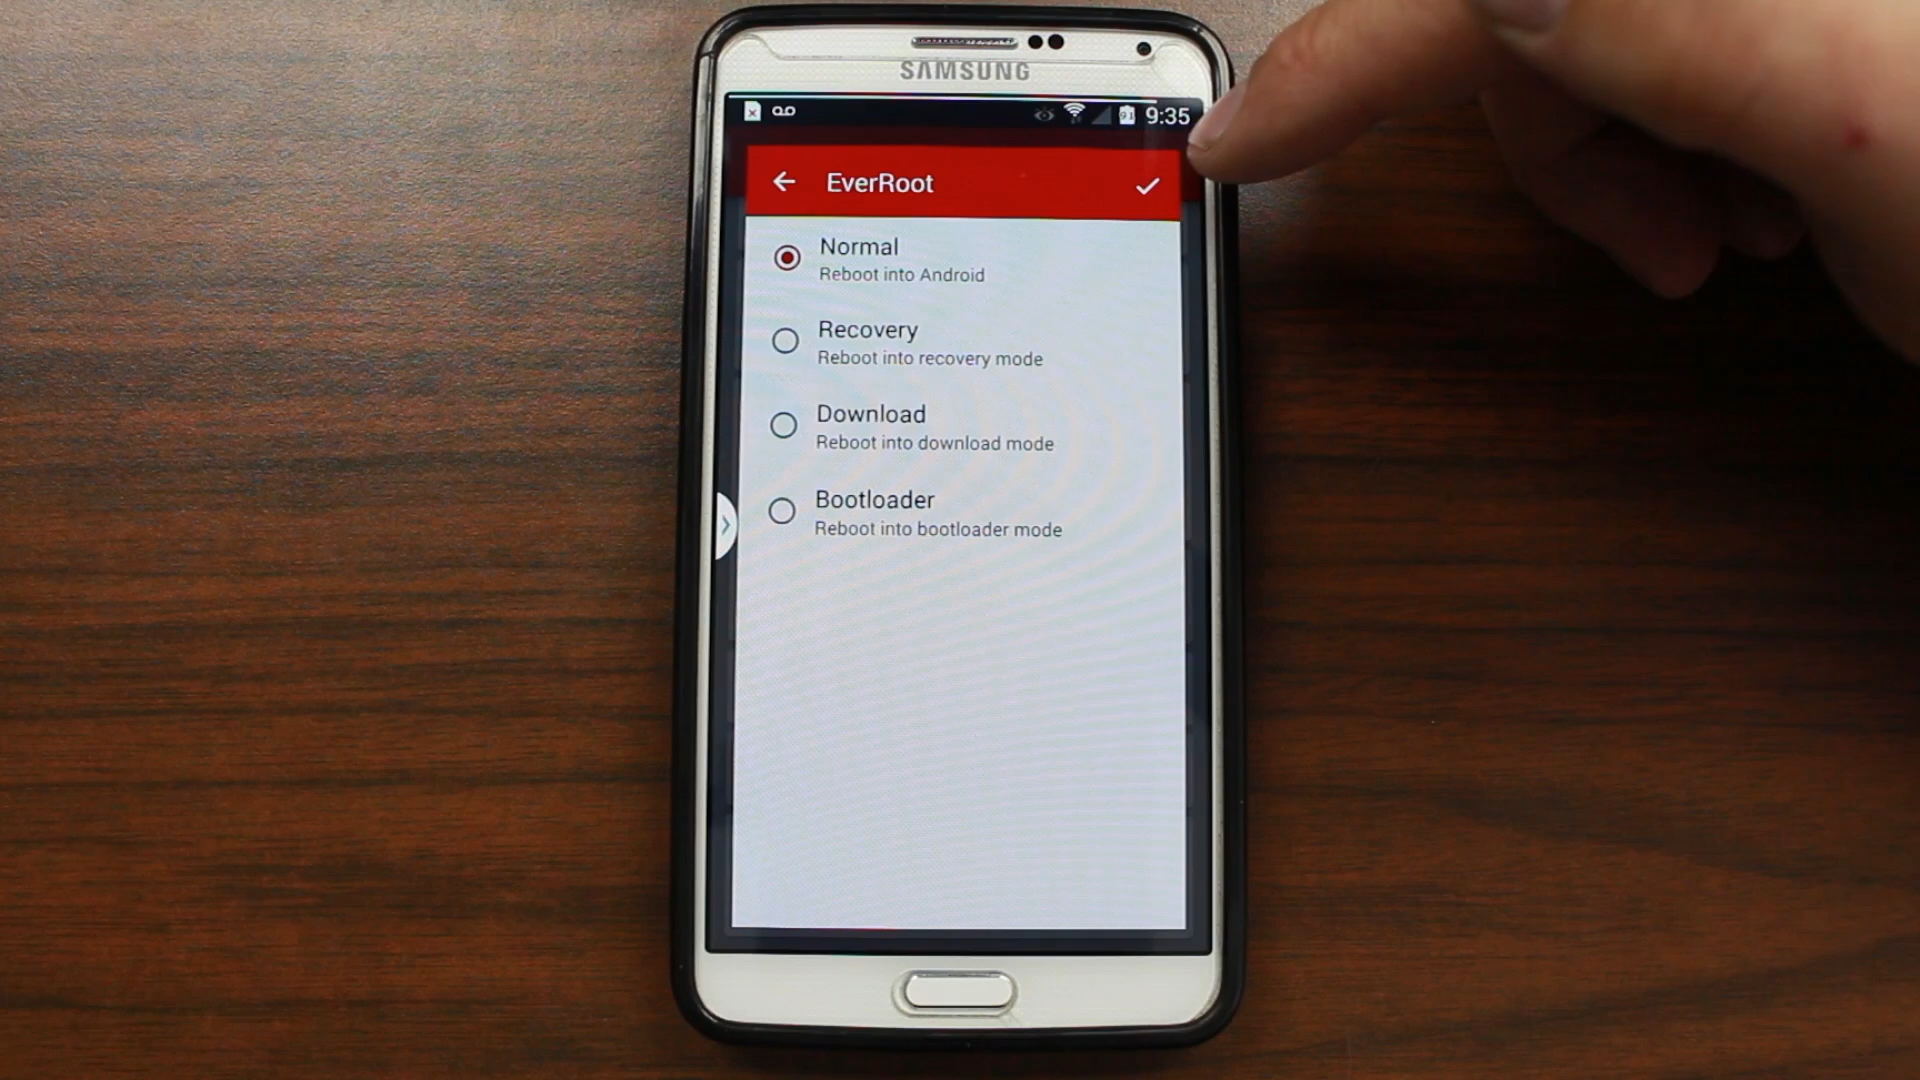 SAMSUNG
91 9:35
EverRoot
Normal
Reboot into Android
Recovery
Reboot into recovery mode
Download
Reboot into download mode
Bootloader
Reboot into bootloader mode